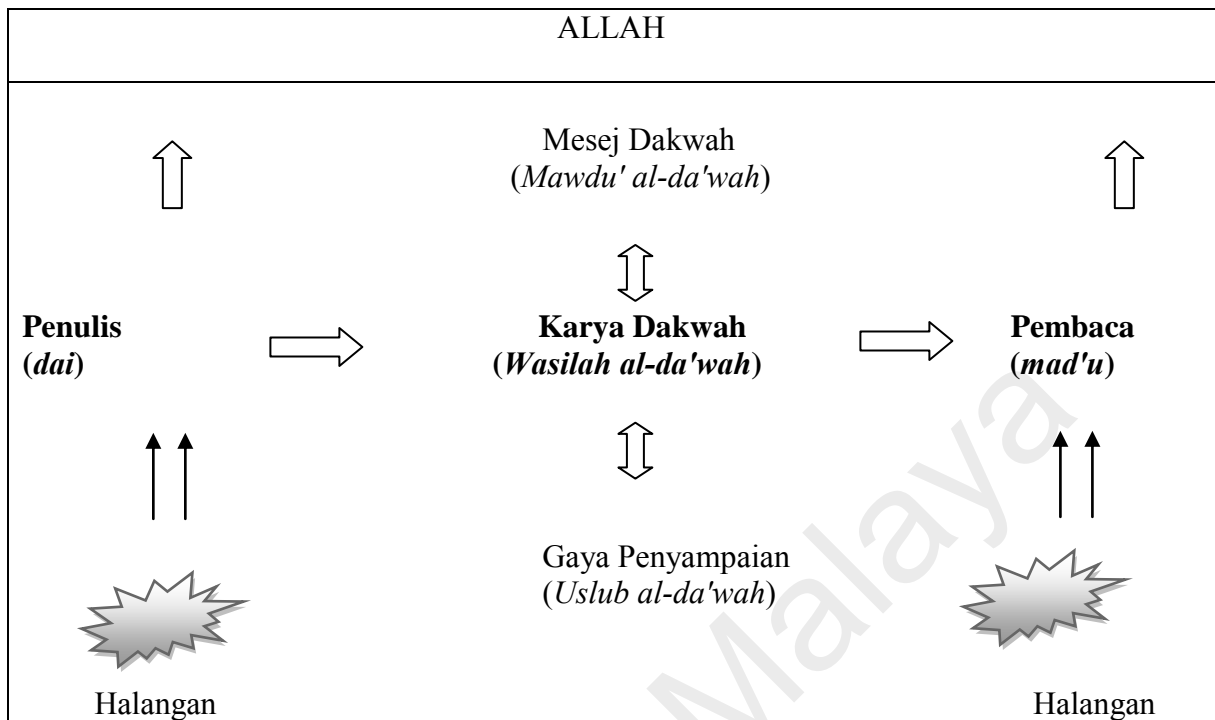 ALLAH
Mesej Dakwah
(Mawdu' al-da'wah)
Penulis
(dai)
Karya Dakwah
(Wasilah al-da'wah)
Pembaca
(mad'u)
Gaya Penyampaian
(Uslub al-da'wah)
Halangan
Halangan
Malaya